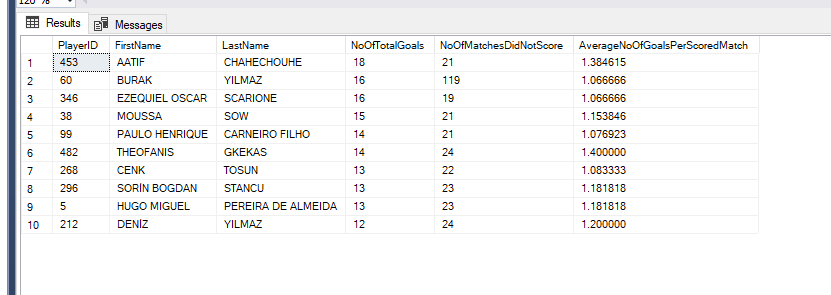 120 %
Results Messages
PlayerID FirstName LastName NoOfTotalGoals NoOfMatchesDidNotScore AverageNoOfGoalsPerScoredMatch
1 453 AATIF CHAHECHOUHE 18 21 1.384615
2 60 BURAK YILMAZ 16 119 1.066666
3 346 EZEQUIEL OSCAR SCARIONE 16 19 1.066666
4 38 MOUSSA SOW 15 21 1.153846
5 99 PAULO HENRIQUE CARNEIRO FILHO 14 21 1.076923
6 482 THEOFANIS GKEKAS 14 24 1.400000
7 268 CENK TOSUN 13 22 1.083333
8 296 SORİN BOGDAN STANCU 13 23 1.181818
9 5 HUGO MIGUEL PEREIRA DE ALMEIDA 13 23 1.181818
10 212 DENİZ YILMAZ 12 24 1.200000